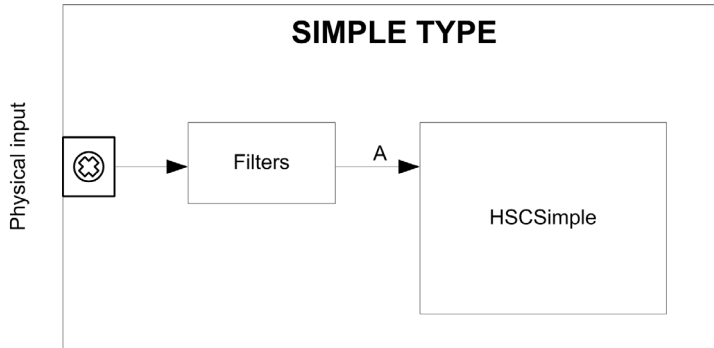 SIMPLE TYPE
Physical input
Filters
A
HSCSimple